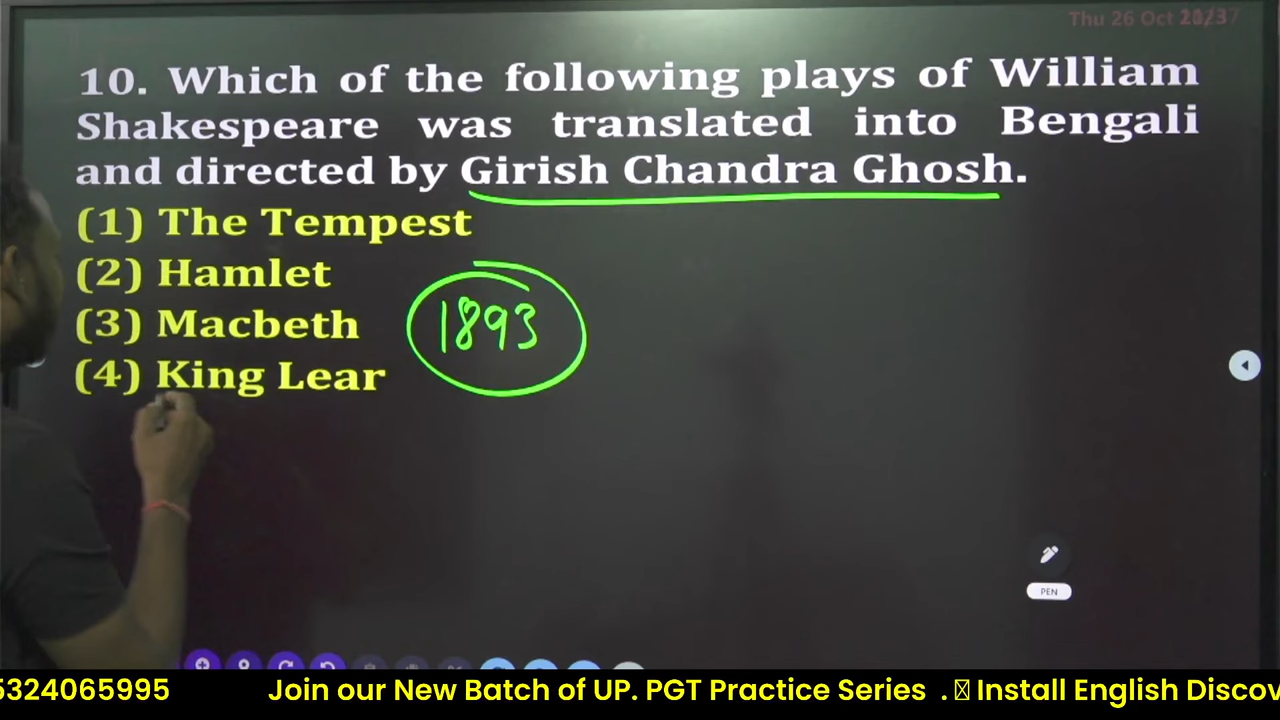 Thu 26 Oct
10. Which of the following plays of William
Shakespeare was translated into Bengali
and directed by Girish Chandra Ghosh.
(1) The Tempest
(2) Hamlet
(3) Macbeth
(4) King Lear
1893
PEN
5324065995 Join our New Batch of UP. PGT Practice Series . Install English Discov